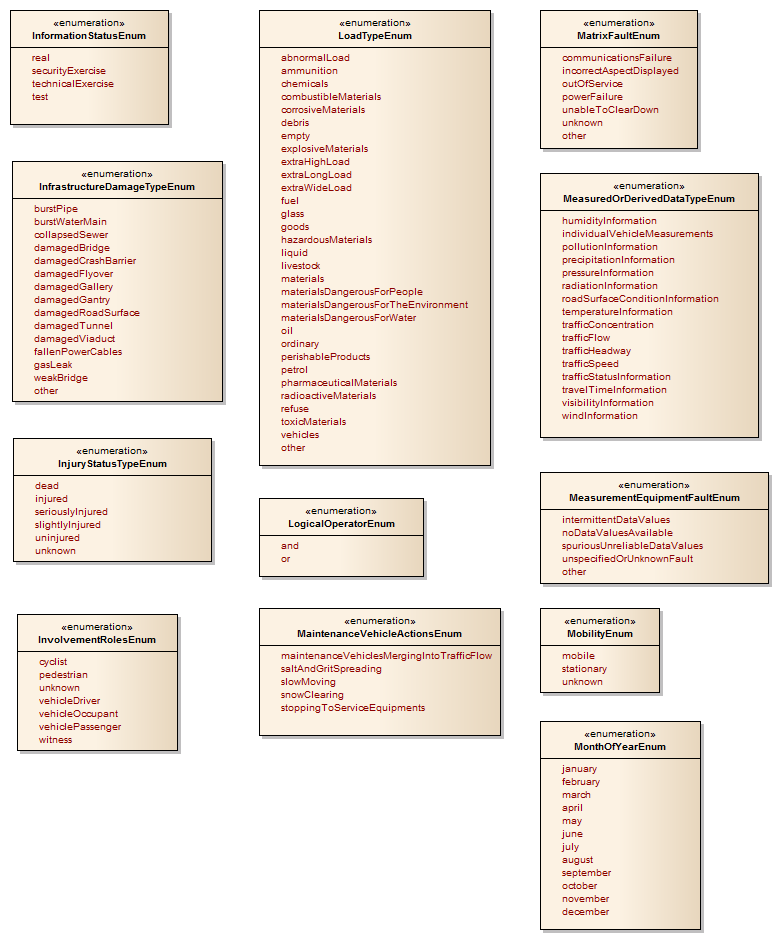 «enumeration»
InformationStatusEnum
real
securityExercise
technicalExercise
test
«enumeration»
InfrastructureDamageTypeEnum
burstPipe
burstWaterMain
collapsedSewer
damagedBridge
damagedCrashBarrier
damagedFlyover
damagedGallery
damagedGantry
damagedRoadSurface
damagedTunnel
damagedViaduct
fallenPowerCables
gasLeak
weakBridge
other
«enumeration»
InjuryStatusTypeEnum
dead
injured
seriouslyInjured
slightlyInjured
uninjured
unknown
«enumeration»
InvolvementRolesEnum
cyclist
pedestrian
unknown
vehicleDriver
vehicleOccupant
vehiclePassenger
witness
«enumeration»
LoadTypeEnum
abnormalLoad
ammunition
chemicals
combustibleMaterials
corrosiveMaterials
debris
empty
explosiveMaterials
extraHighLoad
extraLongLoad
extraWideLoad
fuel
glass
goods
hazardousMaterials
liquid
livestock
materials
materialsDangerousForPeople
materialsDangerousForTheEnvironment
materialsDangerousForWater
oil
ordinary
perishableProducts
petrol
pharmaceuticalMaterials
radioactiveMaterials
refuse
toxicMaterials
vehicles
other
«enumeration»
LogicalOperatorEnum
and
or
«enumeration»
MaintenanceVehicleActionsEnum
maintenanceVehiclesMergingIntoTrafficFlow
saltAndGritSpreading
slowMoving
snowClearing
stoppingToServiceEquipments
«enumeration»
MatrixFaultEnum
communicationsFailure
incorrectAspectDisplayed
outOfService
powerFailure
unableToClearDown
unknown
other
«enumeration»
MeasuredOrDerivedDataTypeEnum
humidityInformation
individualVehicleMeasurements
pollutionInformation
precipitationInformation
pressureInformation
radiationInformation
roadSurfaceConditionInformation
temperatureInformation
trafficConcentration
trafficFlow
trafficHeadway
trafficSpeed
trafficStatusInformation
travelTimeInformation
visibilityInformation
windInformation
«enumeration»
MeasurementEquipmentFaultEnum
intermittentDataValues
noDataValuesAvailable
spuriousUnreliableDataValues
unspecifiedOrUnknownFault
other
«enumeration»
MobilityEnum
mobile
stationary
unknown
«enumeration»
MonthOfYearEnum
january
february
march
april
may
june
july
august
september
october
november
december